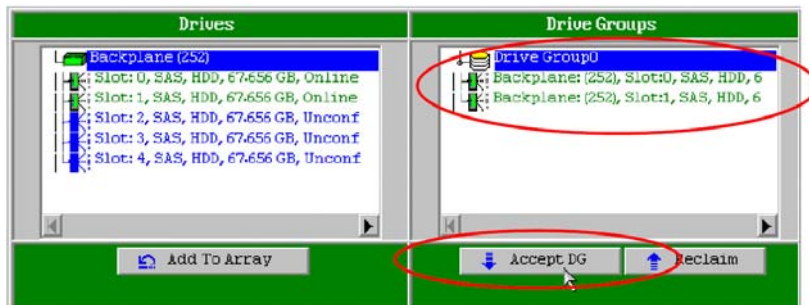 Drives
Backplane (252)
Slot: 0, SAS, HDD, 67.656 GB, Online
Slot: 1, SAS, HDD, 67.656 GB, Online
Slot: 2, SAS, HDD, 67.656 GB, Unconf
Slot: 3, SAS, HDD, 67.656 GB, Unconf
Slot: 4, SAS, HDD, 67.656 GB, Unconf
Add To Array
Drive Groups
Drive Group0
Backplane: (252), Slot:0, SAS, HDD, 6
Backplane: (252), Slot:1, SAS, HDD, 6
Accept DG
Reclaim